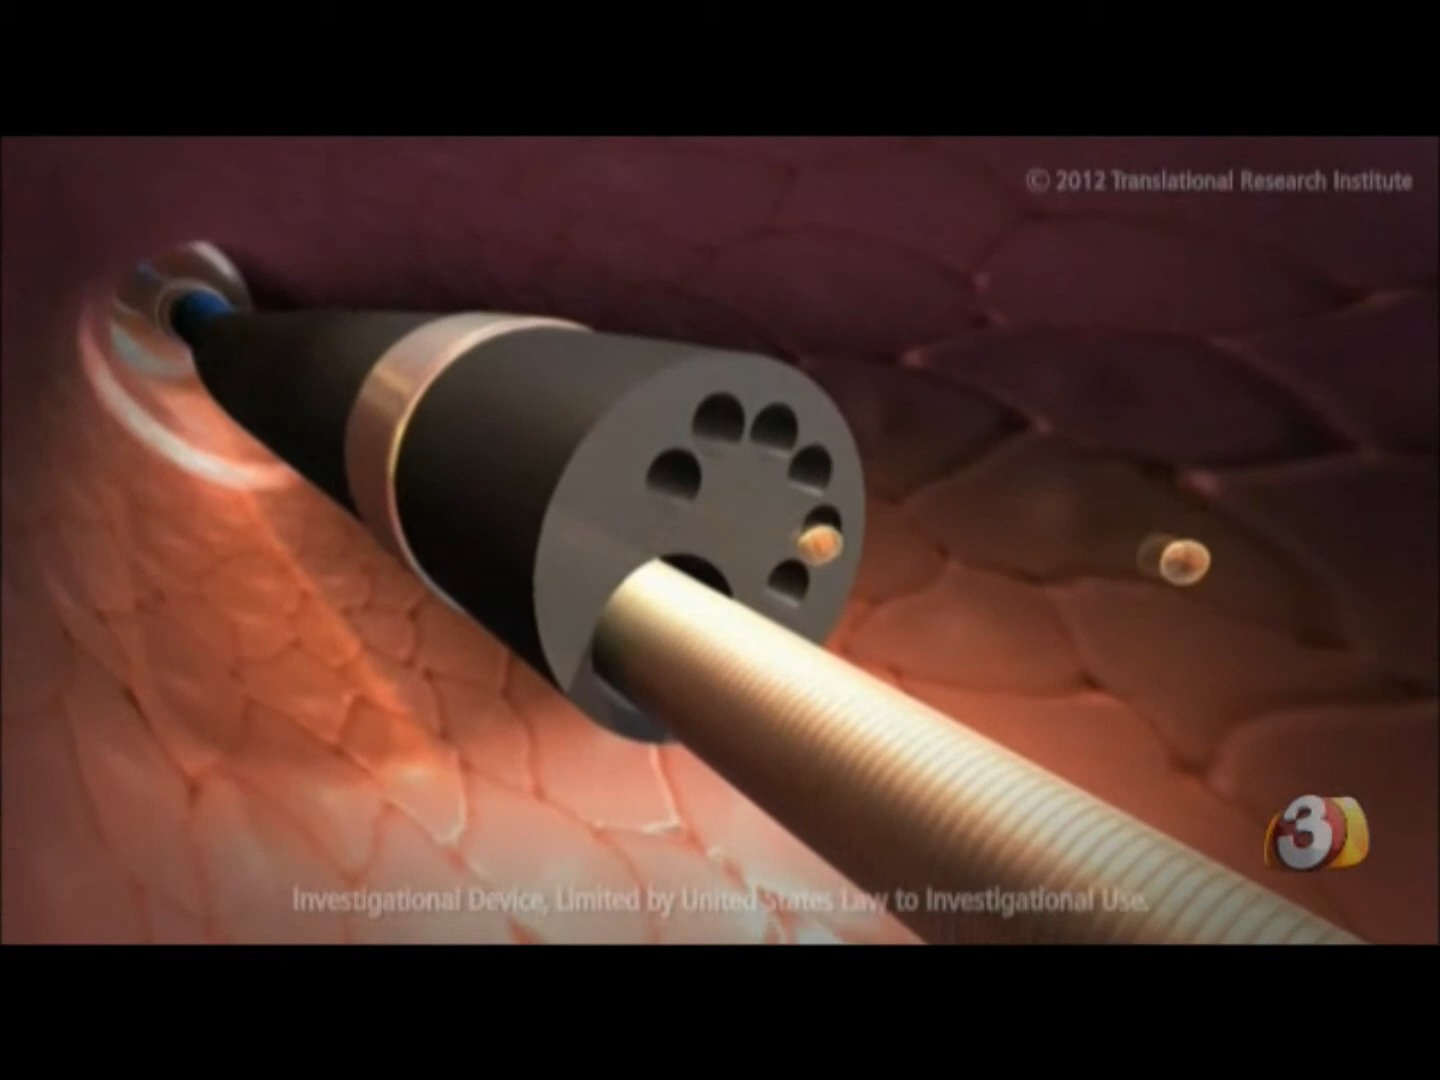 © 2012 Translational Research Institute
3
Investigational Device, Limited by United States Law to Investigational Use.